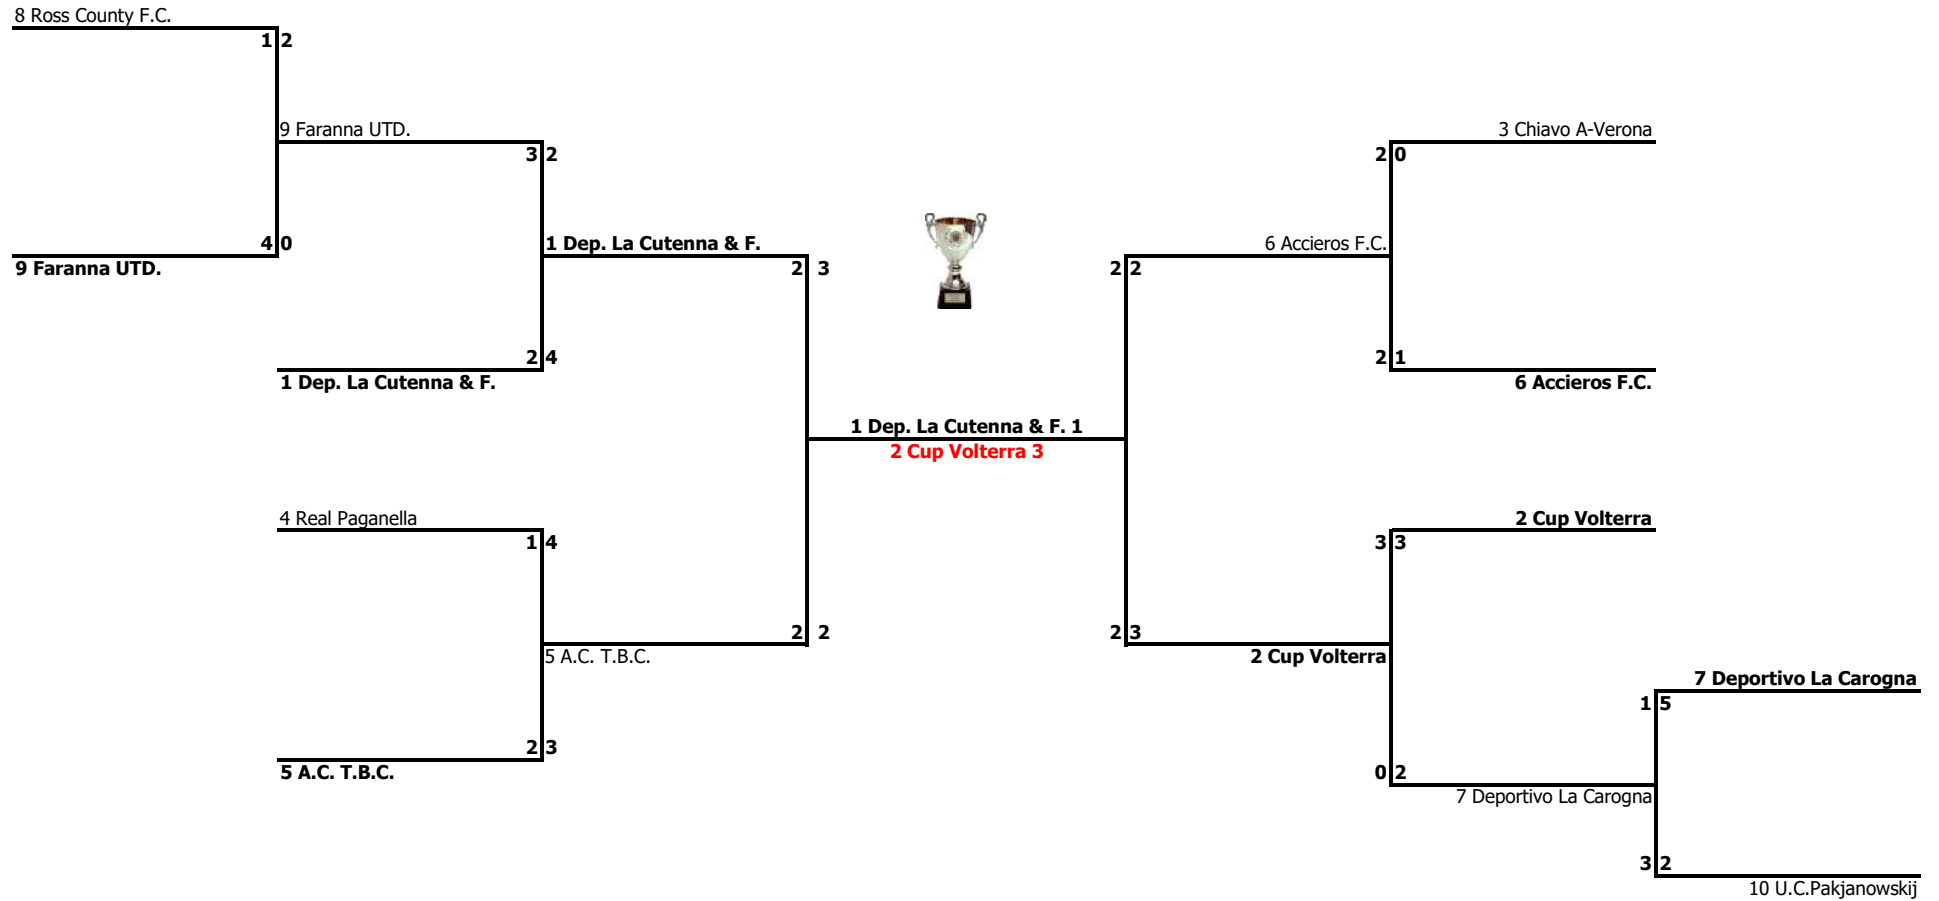 8 Ross County F.C.
1 2
9 Faranna UTD.
3 Chiavo A-Verona
3 2
2 0
4 0
1 Dep. La Cutenna & F.
6 Accieros F.C.
9 Faranna UTD.
2 3
2 2
2 4
2 1
1 Dep. La Cutenna & F.
6 Accieros F.C.
1 Dep. La Cutenna & F. 1
2 Cup Volterra 3
4 Real Paganella
2 Cup Volterra
1 4
3 3
2 2
2 3
5 A.C. T.B.C.
2 Cup Volterra
7 Deportivo La Carogna
1 5
2 3
5 A.C. T.B.C.
0 2
7 Deportivo La Carogna
3 2
10 U.C.Pakjanowskij